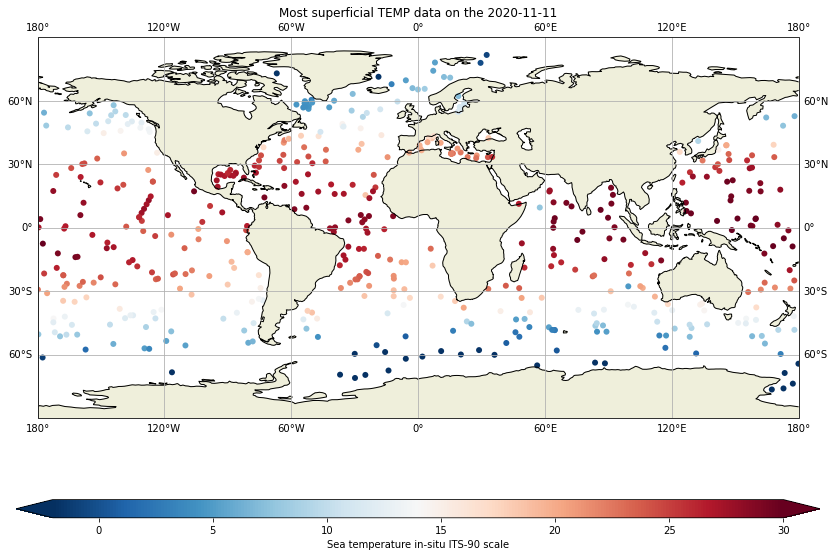 Most superficial TEMP data on the 2020-11-11
180° 120°W 60°W 0° 60°E 120°E 180°
60°N 60°N
30°N 30°N
0° 0°
30°S 30°S
60°S 60°S
180° 120°W 60°W 0° 60°E 120°E 180°
0 5 10 15 20 25 30
Sea temperature in-situ ITS-90 scale